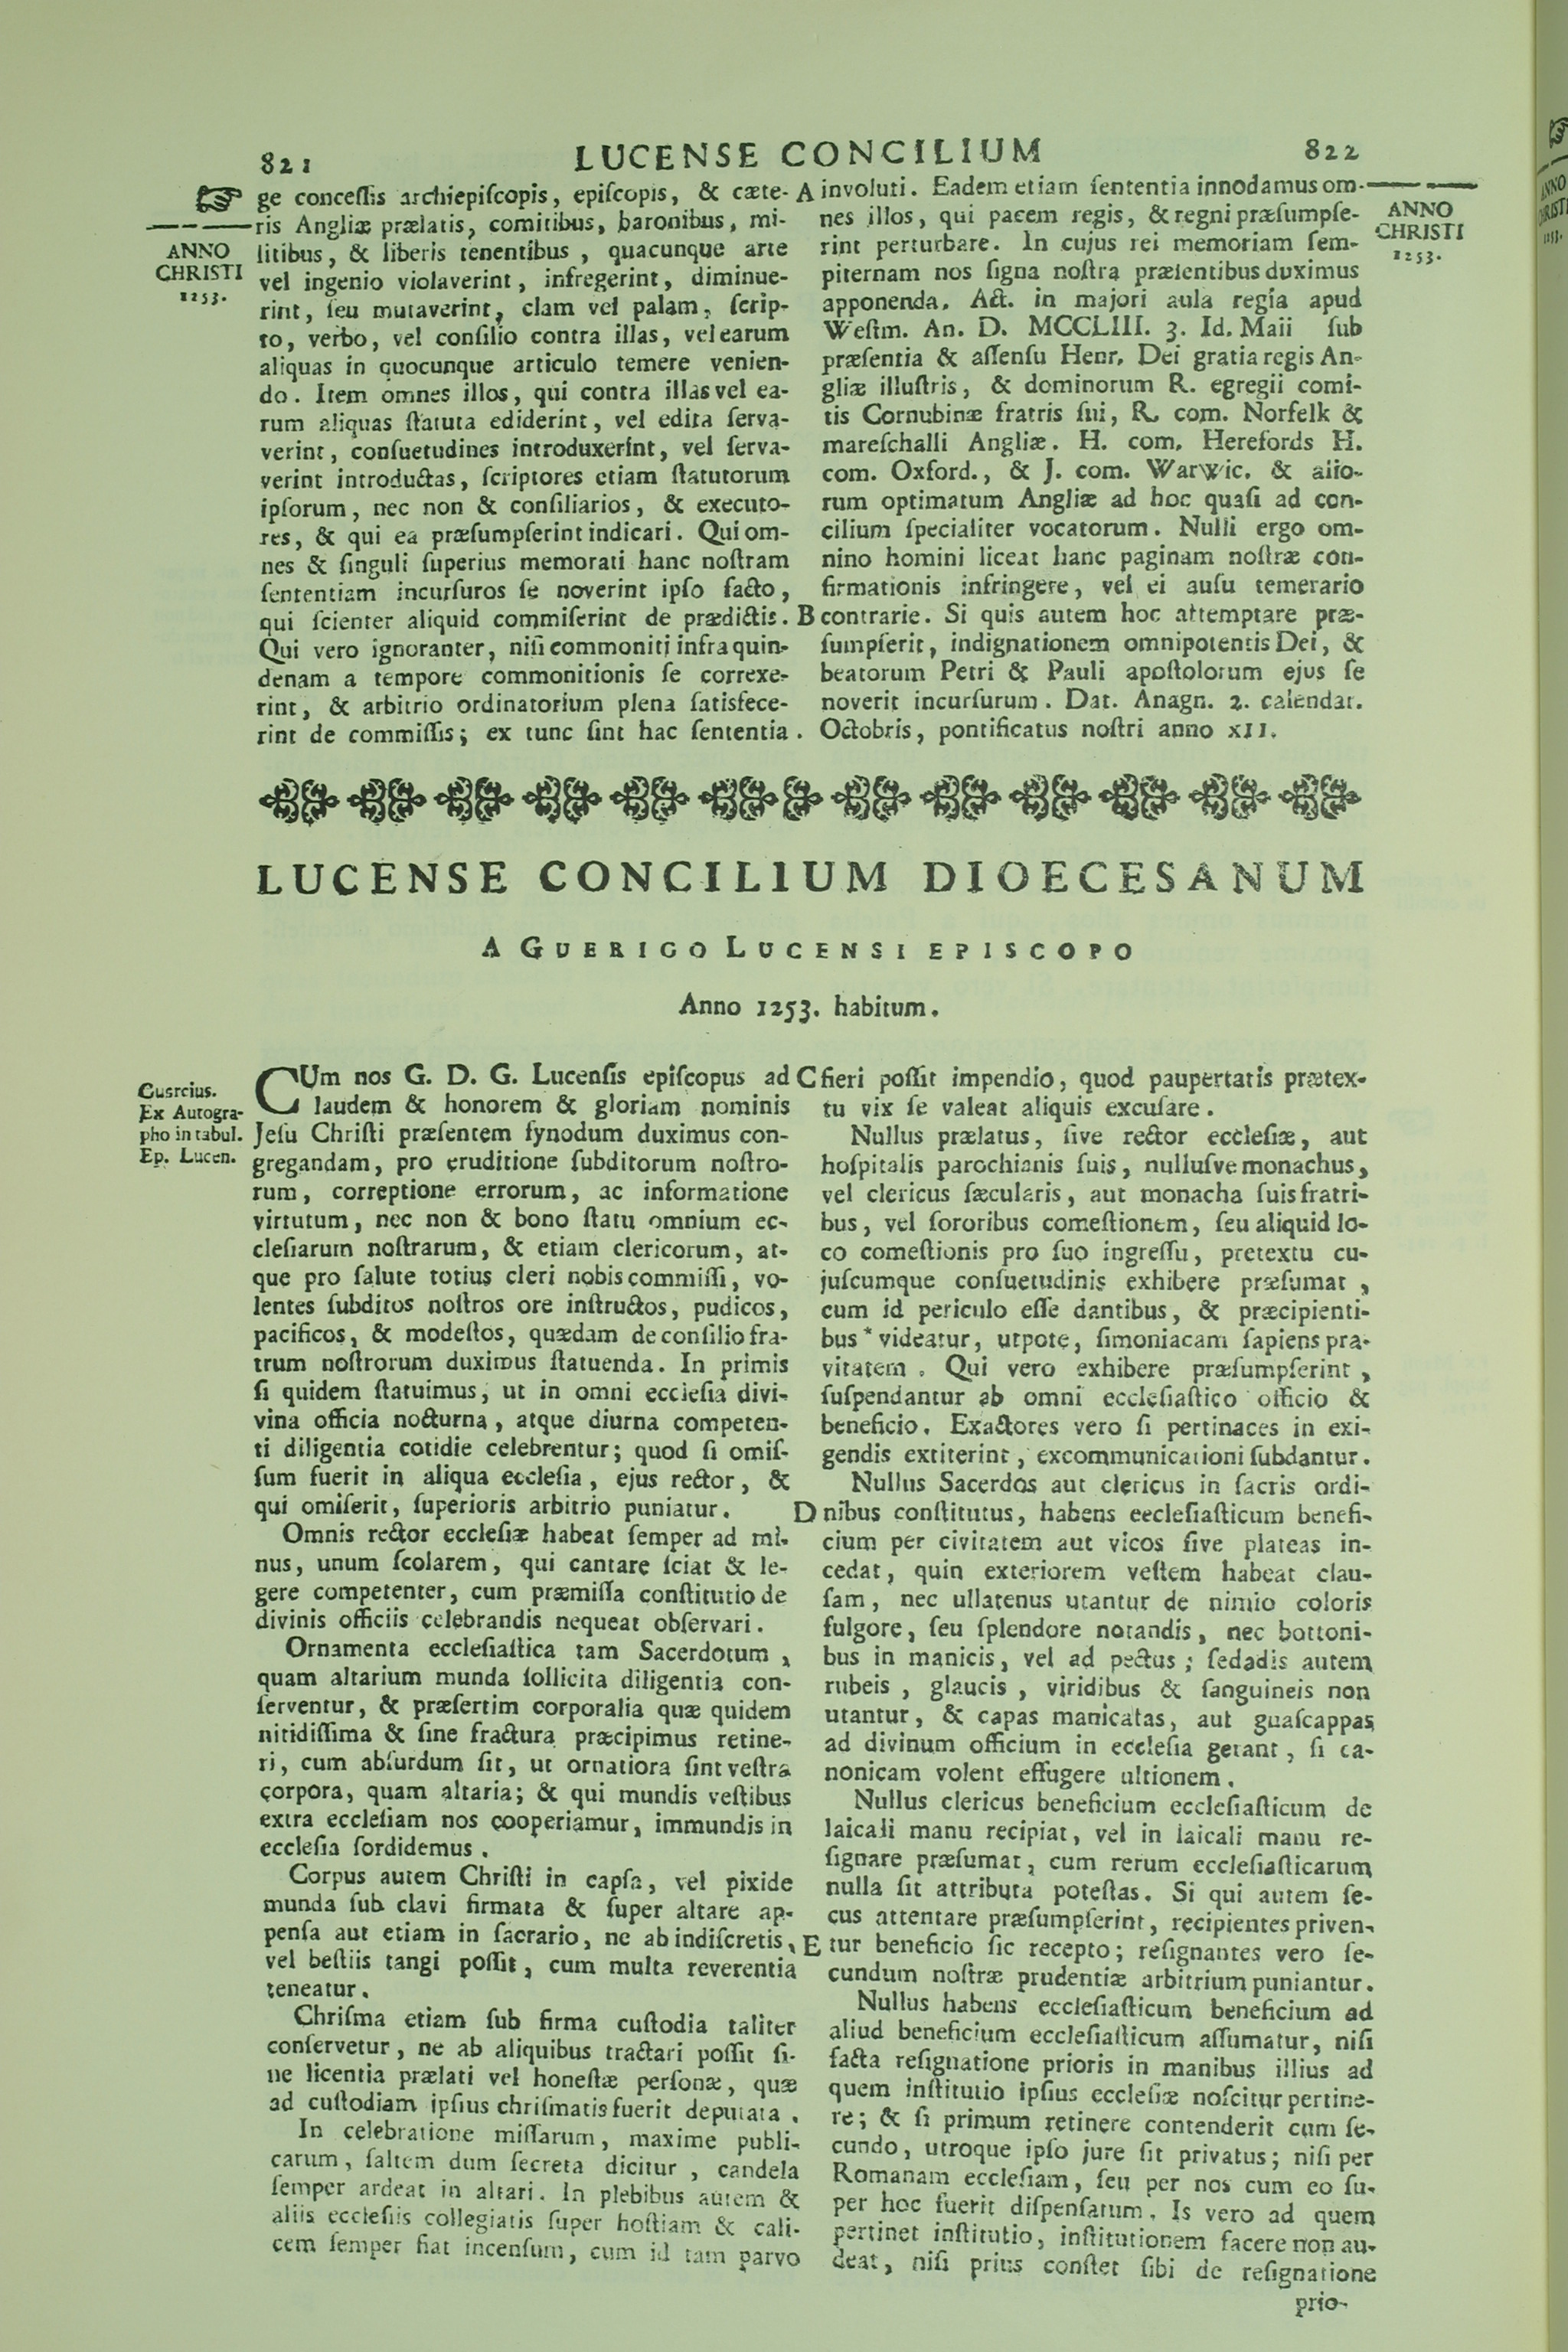 821
LUCENSE CONCILIUM
822
ge conceſſis archiepiſcopis, epiſcopis, & cæte-
ris Angliæ prælatis, comitibus, baronibus, mi-
litibus, & liberis tenentibus, quacunque arte
vel ingenio violaverint, infregerint, diminue-
rint, ſeu mutaverint, clam vel palam, ſcrip-
to, verbo, vel conſilio contra illas, vel earum
aliquas in quocunque articulo temere venien-
do. Item omnes illos, qui contra illas vel ea-
rum aliquas ſtatuta ediderint, vel edita ſerva-
verint, conſuetudines introduxerint, vel ſerva-
verint introductas, ſcriptores etiam ſtatutorum
ipſorum, nec non & conſiliarios, & executo-
res, & qui ea præſumpſerint indicari. Qui om-
nes & ſinguli ſuperius memorati hanc noſtram
ſententiam incurſuros ſe noverint ipſo facto,
qui ſcienter aliquid commiſerint de prædictis.
Qui vero ignoranter, niſi commoniti infra quin-
denam a tempore commonitionis ſe correxe-
rint, & arbitrio ordinatorium plena ſatisfece-
rint de commiſſis; ex tunc ſint hac ſententia.
ANNO
CHRISTI
1253.
A
B
involuti. Eadem etiam ſententia innodamus om-
nes illos, qui pacem regis, & regni præſumpſe-
rint perturbare. In cujus rei memoriam ſem-
piternam nos ſigna noſtra præſentibus duximus
apponenda. Act. in majori aula regia apud
Weſtm. An. D. MCCLIII. 3. Id. Maii ſub
præſentia & aſſenſu Henr. Dei gratia regis An-
gliæ illuſtris, & dominorum R. egregii comi-
tis Cornubinæ fratris ſui, R. com. Norfelk &
mareſchalli Angliæ. H. com. Herefords H.
com. Oxford., & J. com. Warwic. & alio-
rum optimatum Angliæ ad hoc quaſi ad con-
cilium ſpecialiter vocatorum. Nulli ergo om-
nino homini liceat hanc paginam noſtræ con-
firmationis infringere, vel ei auſu temerario
contrarie. Si quis autem hoc attemptare præ-
ſumpſerit, indignationem omnipotentis Dei, &
beatorum Petri & Pauli apoſtolorum ejus ſe
noverit incurſurum. Dat. Anagn. 2. calendar.
Octobris, pontificatus noſtri anno XII.
ANNO
CHRISTI
1253.
LUCENSE CONCILIUM DIOECESANUM
A GUERIGO LUCENSI EPISCOPO
Anno 1253. habitum.
Guercius.
Ex Autogra-
pho in tabul.
Ep. Lucen.
CUm nos G. D. G. Lucenſis epiſcopus ad
laudem & honorem & gloriam nominis
Jeſu Chriſti præſentem ſynodum duximus con-
gregandam, pro eruditione ſubditorum noſtro-
rum, correptione errorum, ac informatione
virtutum, nec non & bono ſtatu omnium ec-
cleſiarum noſtrarum, & etiam clericorum, at-
que pro ſalute totius cleri nobis commiſſi, vo-
lentes ſubditos noſtros ore inſtructos, pudicos,
pacificos, & modeſtos, quædam de conſilio fra-
trum noſtrorum duximus ſtatuenda. In primis
ſi quidem ſtatuimus, ut in omni eccleſia divi-
vina officia nocturna, atque diurna competen-
ti diligentia cotidie celebrentur; quod ſi omiſ-
ſum fuerit in aliqua eccleſia, ejus rector, &
qui omiſerit, ſuperioris arbitrio puniatur.
Omnis rector eccleſiæ habeat ſemper ad mi-
nus, unum ſcolarem, qui cantare ſciat & le-
gere competenter, cum præmiſſa conſtitutio de
divinis officiis celebrandis nequeat obſervari.
Ornamenta eccleſiaſtica tam Sacerdotum,
quam altarium munda ſollicita diligentia con-
ſerventur, & præſertim corporalia quæ quidem
nitidiſſima & ſine fractura præcipimus retine-
ri, cum abſurdum ſit, ut ornatiora ſint veſtra
corpora, quam altaria; & qui mundis veſtibus
extra eccleſiam nos cooperiamur, immundis in
eccleſia ſordidemus.
Corpus autem Chriſti in capſa, vel pixide
munda ſub clavi firmata & ſuper altare ap-
penſa aut etiam in ſacrario, ne ab indiſcretis,
vel beſtiis tangi poſſit, cum multa reverentia
teneatur.
Chriſma etiam ſub firma cuſtodia taliter
conſervetur, ne ab aliquibus tractari poſſit ſi-
ne licentia prælati vel honeſtæ perſonæ, quæ
ad cuſtodiam ipſius chriſmatis fuerit deputata.
In celebratione miſſarum, maxime publi-
carum, ſaltem dum ſecreta dicitur, candela
ſemper ardeat in altari. In plebibus autem &
aliis eccleſiis collegiatis ſuper hoſtiam & cali-
cem ſemper fiat incenſum, cum id tam parvo
C
D
E
fieri poſſit impendio, quod paupertatis prætex-
tu vix ſe valeat aliquis excuſare.
Nullus prælatus, ſive rector eccleſiæ, aut
hoſpitalis parochianis ſuis, nulluſve monachus,
vel clericus ſæcularis, aut monacha ſuis fratri-
bus, vel ſororibus comeſtionem, ſeu aliquid lo-
co comeſtionis pro ſuo ingreſſu, pretextu cu-
juſcumque conſuetudinis exhibere præſumat,
cum id periculo eſſe dantibus, & præcipienti-
bus * videatur, utpote, ſimoniacam ſapiens pra-
vitatem. Qui vero exhibere præſumpſerint,
ſuſpendantur ab omni eccleſiaſtico officio &
beneficio. Exactores vero ſi pertinaces in exi-
gendis extiterint, excommunicationi ſubdantur.
Nullus Sacerdos aut clericus in ſacris ordi-
nibus conſtitutus, habens eccleſiaſticum benefi-
cium per civitatem aut vicos ſive plateas in-
cedat, quin exteriorem veſtem habeat clau-
ſam, nec ullatenus utantur de nimio coloris
fulgore, ſeu ſplendore notandis, nec bottoni-
bus in manicis, vel ad pectus; ſedadis autem
rubeis, glaucis, viridibus & ſanguineis non
utantur, & capas manicatas, aut guaſcappas
ad divinum officium in eccleſia gerant, ſi ca-
nonicam volent effugere ultionem.
Nullus clericus beneficium eccleſiaſticum de
laicali manu recipiat, vel in laicali manu re-
ſignare præſumat, cum rerum eccleſiaſticarum
nulla ſit attributa poteſtas. Si qui autem ſe-
cus attentare præſumpſerint, recipientes priven-
tur beneficio ſic recepto; reſignantes vero ſe-
cundum noſtræ prudentiæ arbitrium puniantur.
Nullus habens eccleſiaſticum beneficium ad
aliud beneficium eccleſiaſticum aſſumatur, niſi
facta reſignatione prioris in manibus illius ad
quem inſtitutio ipſius eccleſiæ noſcitur pertine-
re; & ſi primum retinere contenderit cum ſe-
cundo, utroque ipſo jure ſit privatus; niſi per
Romanam eccleſiam, ſeu per nos cum eo ſu-
per hoc fuerit diſpenſatum. Is vero ad quem
pertinet inſtitutio, inſtitutionem facere non au-
deat, niſi prius conſtet ſibi de reſignatione
prio-